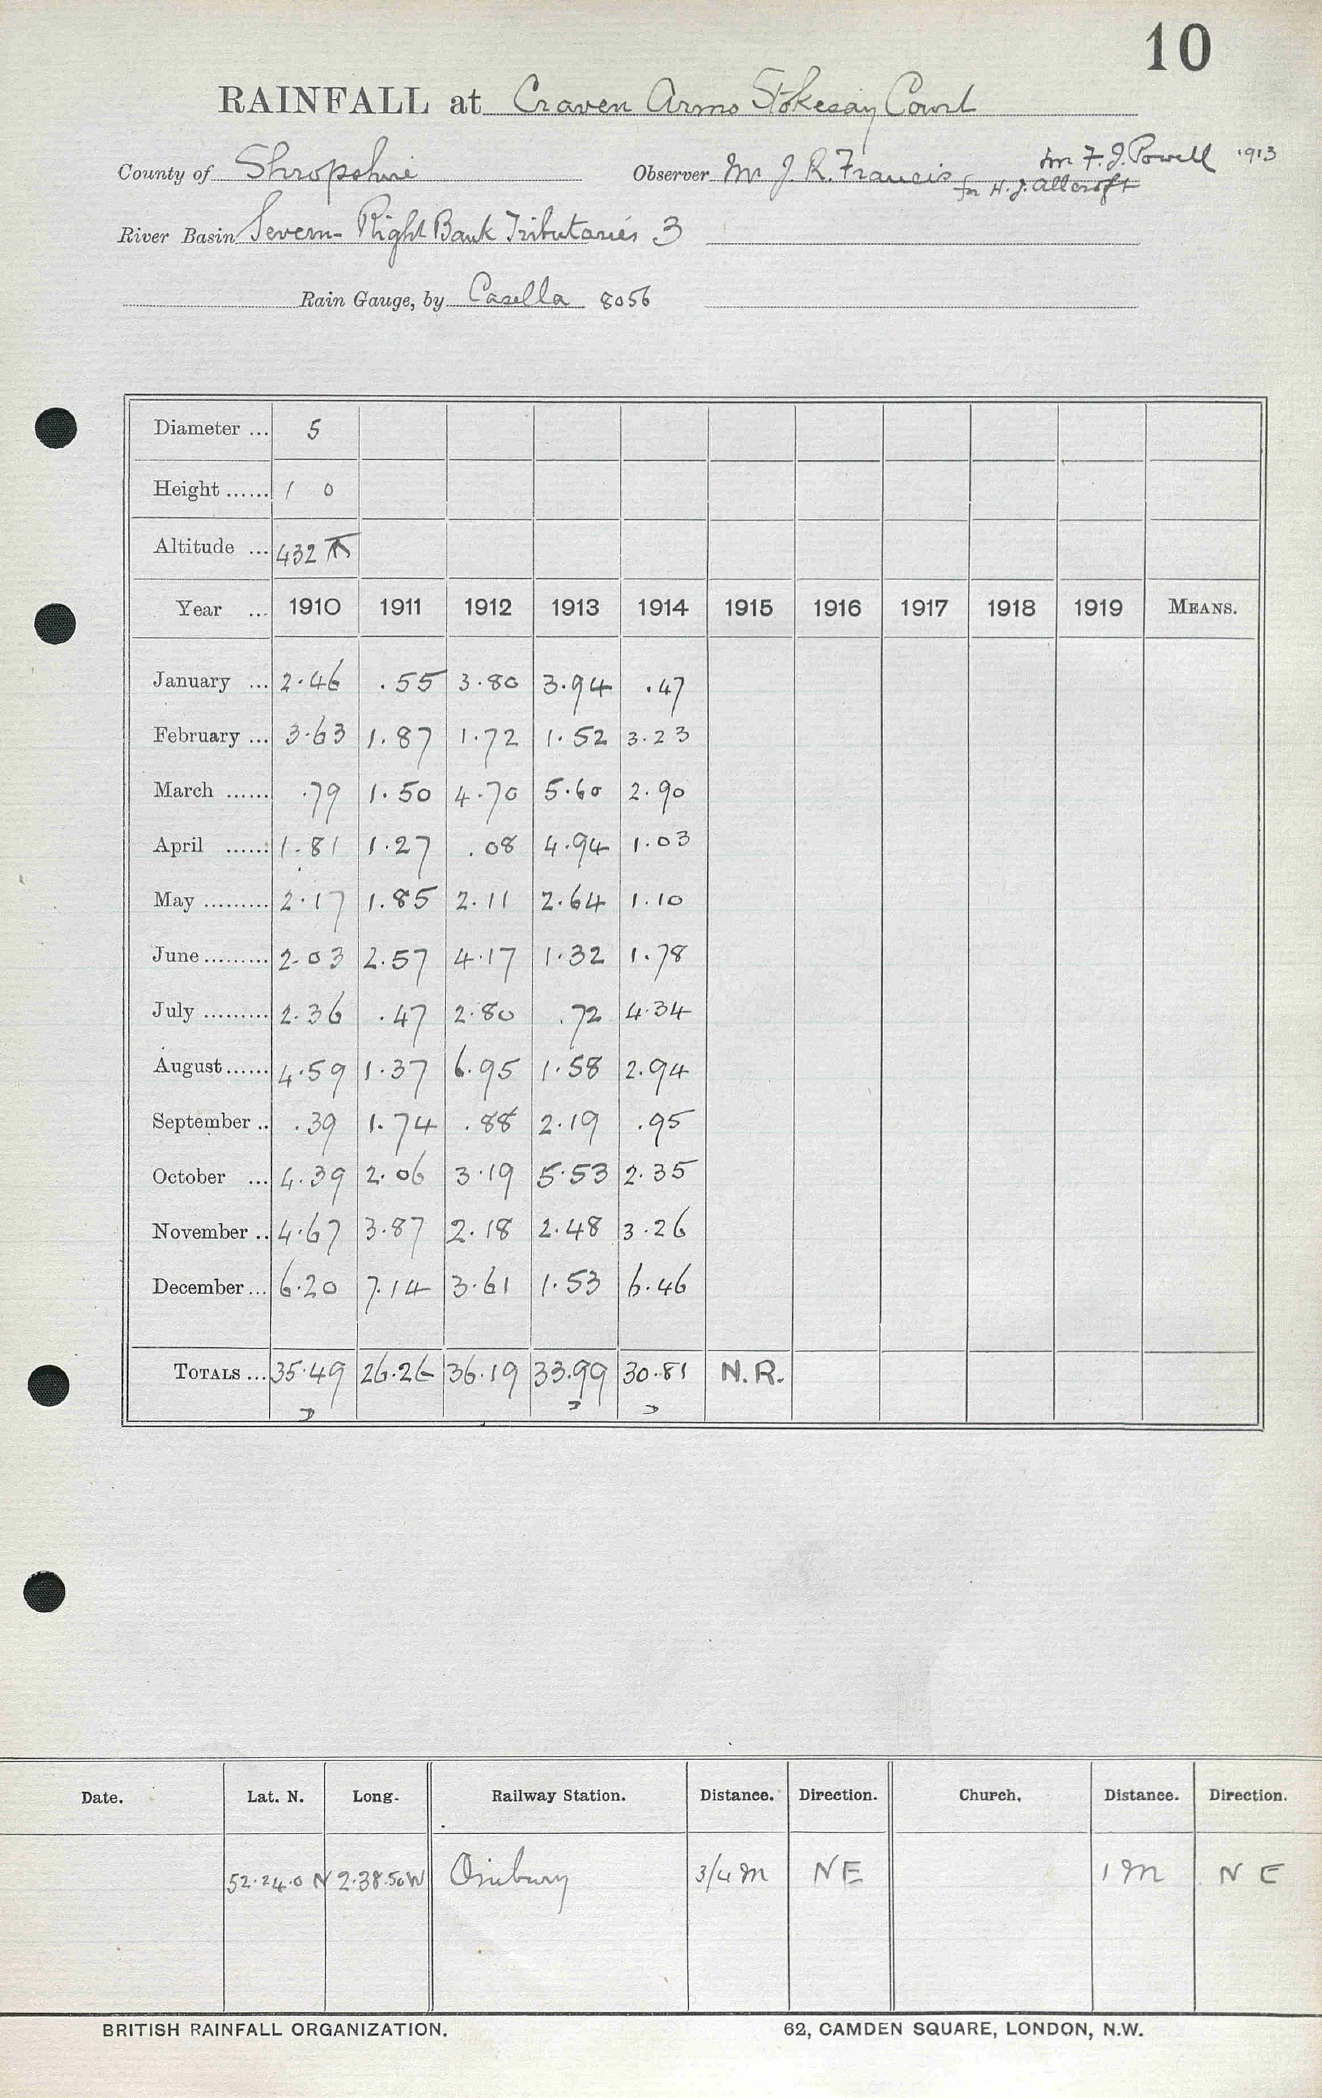 10
RAINFALL at Craven Arms Stokesay Court
County of Shropshire Observer Mr J. R. Francis Mr F. J. Powell 1913
for H. J. Allcroft
River Basin Severn - Right Bank Tributaries 3
Rain Gauge, by Casella 8056
Diameter ... 5
Height ...... 1 0
Altitude ... 432
Year ... 1910 1911 1912 1913 1914 1915 1916 1917 1918 1919 MEANS.
January ... 2.46 .55 3.80 3.94 .47
February ... 3.63 1.87 1.72 1.52 3.23
March ...... .79 1.50 4.70 5.60 2.90
April ...... 1.81 1.27 .08 4.94 1.03
May ......... 2.17 1.85 2.11 2.64 1.10
June ......... 2.03 2.57 4.17 1.32 1.78
July ......... 2.36 .47 2.80 .72 4.34
August ...... 4.59 1.37 6.95 1.58 2.94
September .. .39 1.74 .88 2.19 .95
October ... 4.39 2.06 3.19 5.53 2.35
November .. 4.67 3.87 2.18 2.48 3.26
December ... 6.20 7.14 3.61 1.53 6.46
TOTALS ... 35.49 26.26 36.19 33.99 30.81 N.R.
Date. Lat. N. Long. Railway Station. Distance. Direction. Church. Distance. Direction.
52.24.0 N 2.38.50 W Onibury 3/4 M NE 1 M N E
BRITISH RAINFALL ORGANIZATION. 62, CAMDEN SQUARE, LONDON, N.W.